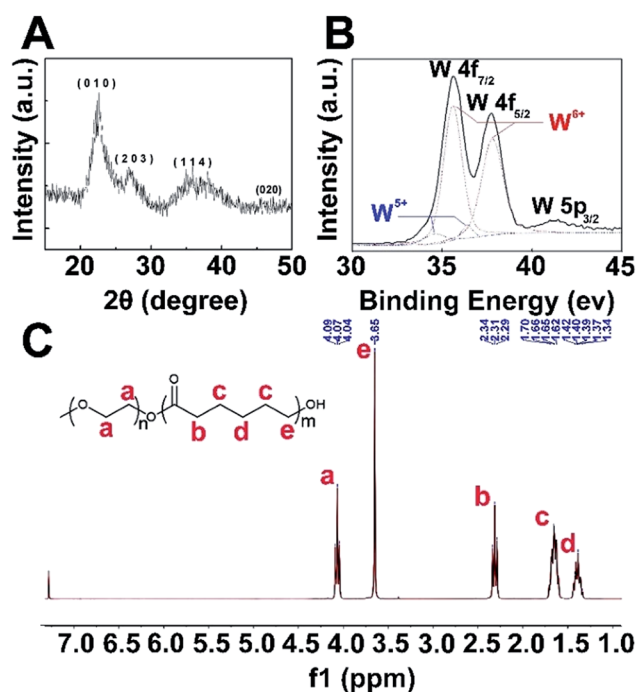 A
Intensity (a.u.)
(010)
(203)
(114)
(020)
20 30 40 50
2θ (degree)
B
Intensity (a.u.)
W 4f7/2
W 4f5/2
W6+
W5+
W 5p3/2
30 35 40 45
Binding Energy (ev)
C
4.09
4.07
4.04
3.65
2.34
2.31
2.29
1.70
1.66
1.65
1.62
1.42
1.40
1.39
1.37
1.34
e
O
a
a
n
O
O
b
c
d
c
e
m
OH
a
b
c
d
7.0 6.5 6.0 5.5 5.0 4.5 4.0 3.5 3.0 2.5 2.0 1.5 1.0
f1 (ppm)